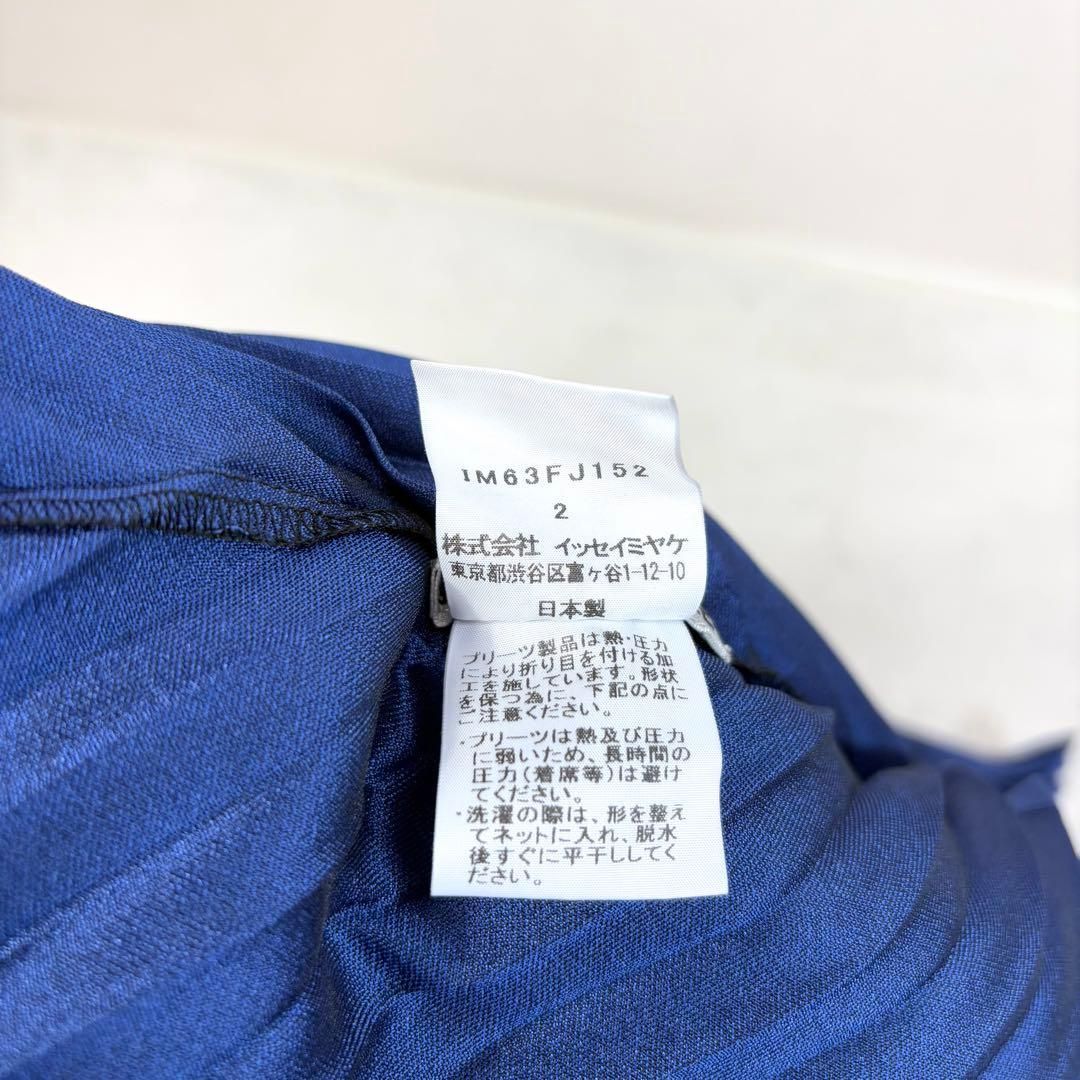 IM63FJ152
2
株式会社 イッセイミヤケ
東京都渋谷区富ヶ谷1-12-10
日本製
プリーツ製品は熱・圧力
により折り目を付ける加
工を施しています。形状
を保つ為に、下記の点に
ご注意ください。
・プリーツは熱及び圧力
に弱いため、長時間の
圧力(着席等)は避け
てください。
・洗濯の際は、形を整え
てネットに入れ、脱水
後すぐに平干ししてく
ださい。